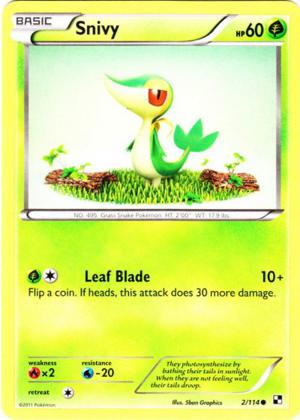 BASIC
Snivy
HP60
NO. 495 Grass Snake Pokémon HT. 2'00" WT. 17.9 lbs.
Leaf Blade 10+
Flip a coin. If heads, this attack does 30 more damage.
weakness
×2
resistance
-20
retreat
They photosynthesize by
bathing their tails in sunlight.
When they are not feeling well,
their tails droop.
©2011 Pokémon
Illus. 5ban Graphics
2/114